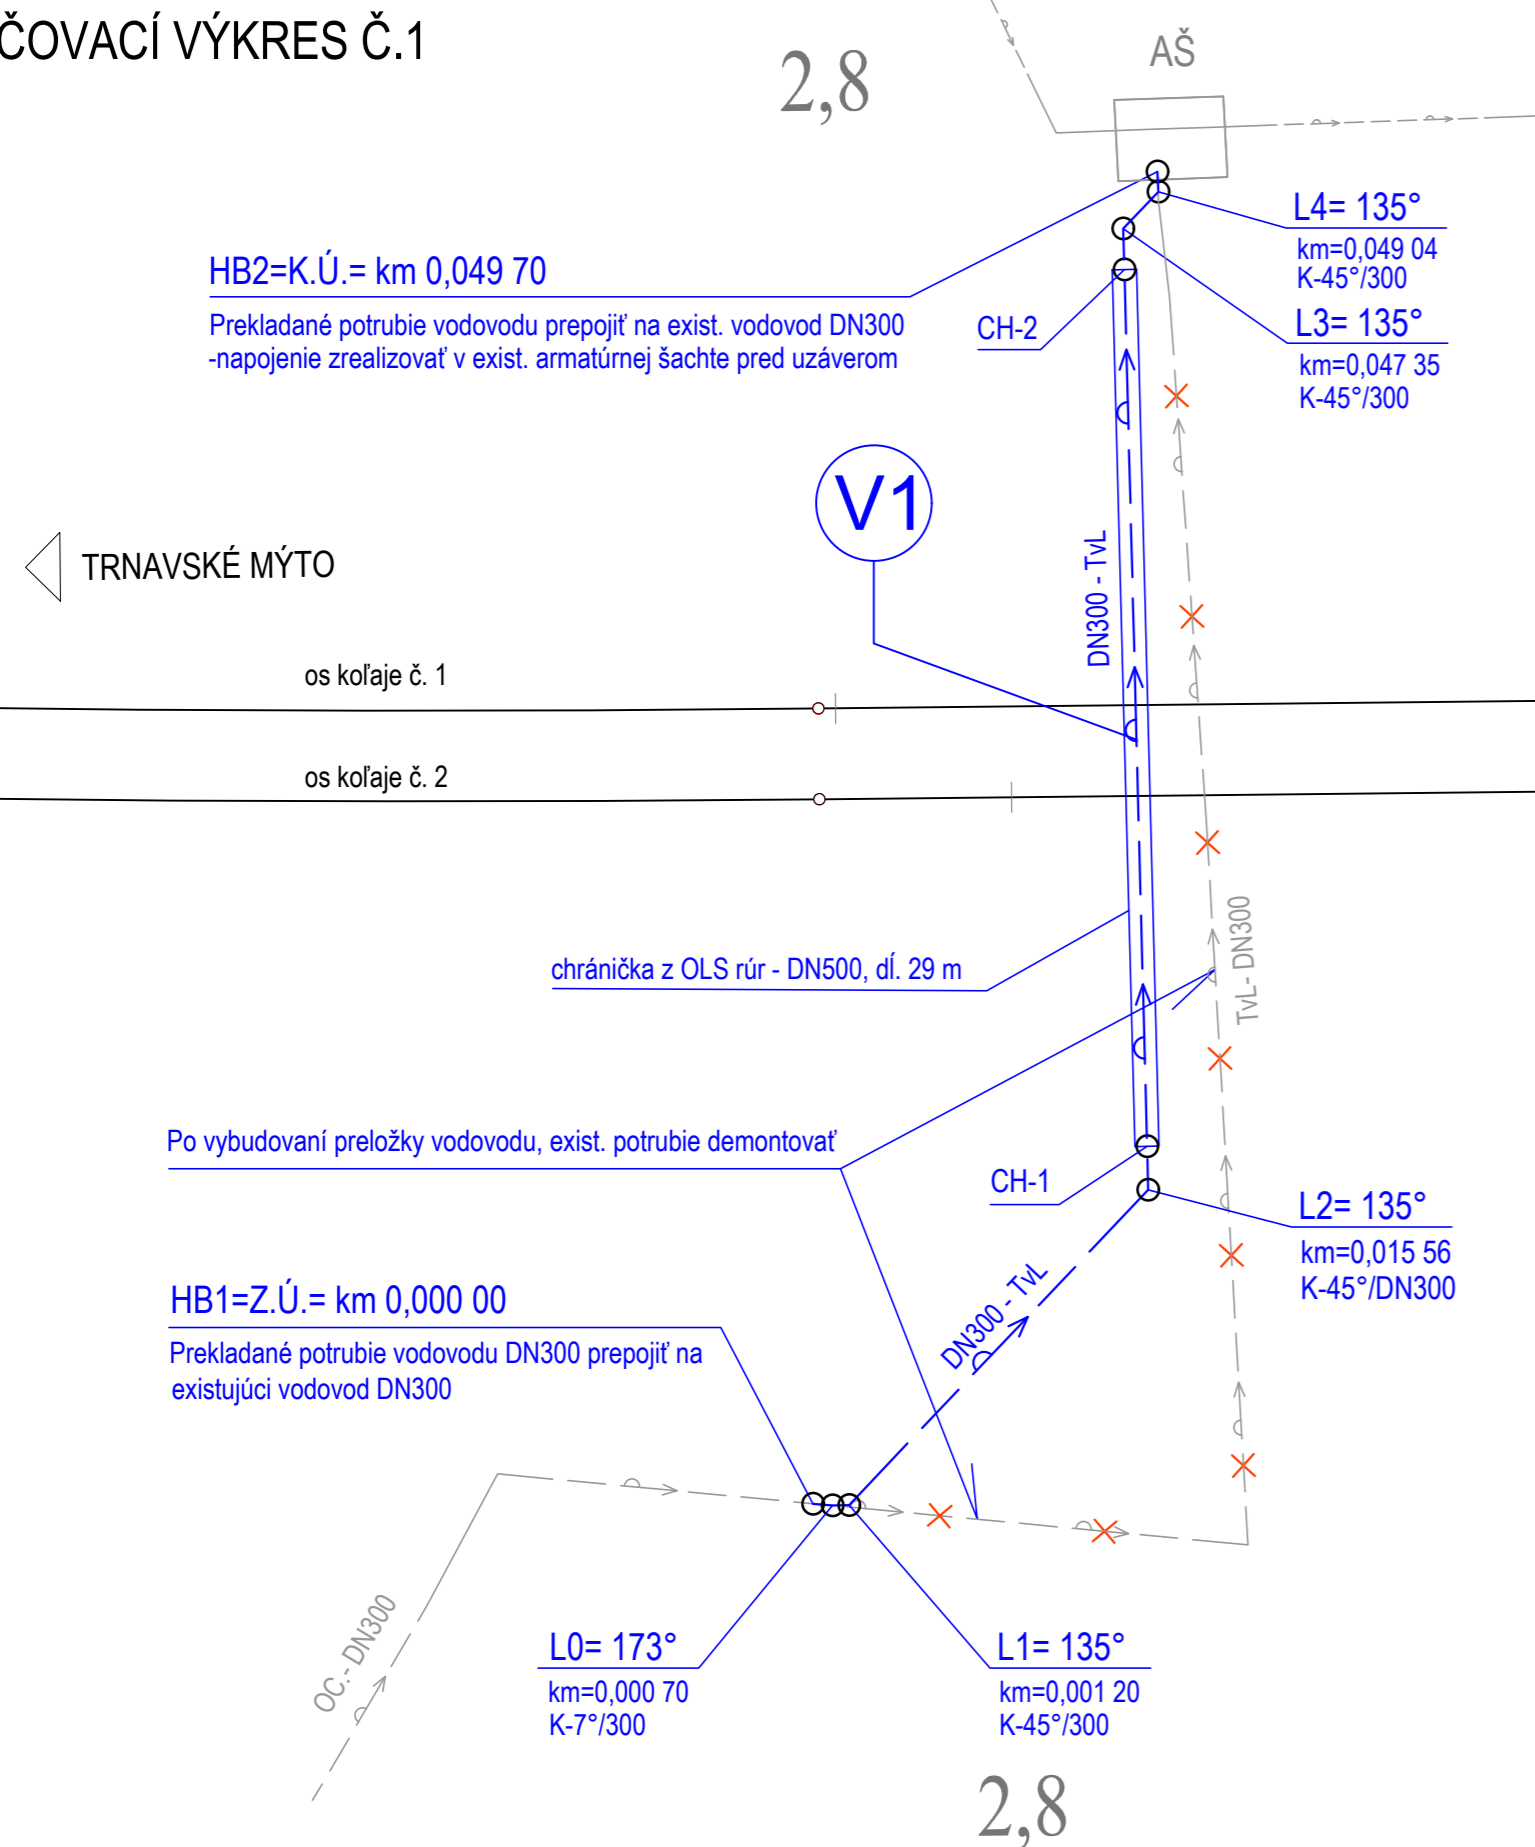 ČOVACÍ VÝKRES Č.1
2,8
AŠ
L4= 135°
km=0,049 04
K-45°/300
HB2=K.Ú.= km 0,049 70
Prekladané potrubie vodovodu prepojiť na exist. vodovod DN300
-napojenie zrealizovať v exist. armatúrnej šachte pred uzáverom
CH-2
L3= 135°
km=0,047 35
K-45°/300
V1
TRNAVSKÉ MÝTO
DN300 - TvL
os koľaje č. 1
os koľaje č. 2
chránička z OLS rúr - DN500, dĺ. 29 m
TvL- DN300
Po vybudovaní preložky vodovodu, exist. potrubie demontovať
CH-1
L2= 135°
km=0,015 56
K-45°/DN300
HB1=Z.Ú.= km 0,000 00
Prekladané potrubie vodovodu DN300 prepojiť na
existujúci vodovod DN300
DN300 - TvL
OC.- DN300
L0= 173°
km=0,000 70
K-7°/300
L1= 135°
km=0,001 20
K-45°/300
2,8